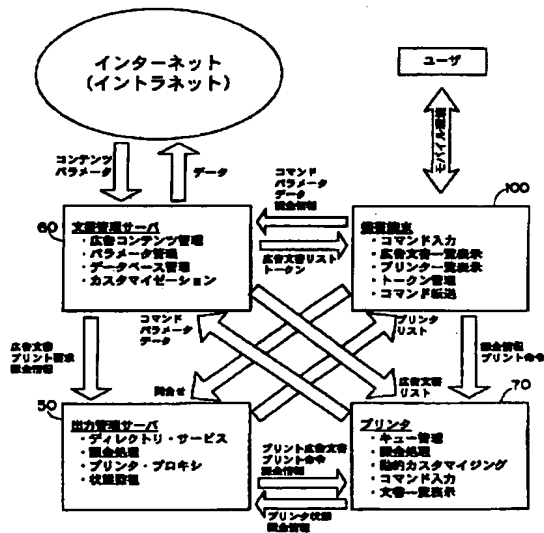 インターネット
(イントラネット)
ユーザ
コンテンツ
パラメータ
データ
コマンド
パラメータ
データ
課金情報
100
60
文書管理サーバ
・広告コンテンツ管理
・パラメータ管理
・データベース管理
・カスタマイゼーション
広告文書リスト
トークン
・コマンド入力
・広告文書一覧表示
・プリンタ一覧表示
・トークン管理
・コマンド転送
コマンド
パラメータ
データ
プリンタ
リスト
広告文書
プリント要求
課金情報
問合せ
広告文書
リスト
課金情報
プリント命令
50
70
出力管理サーバ
・ディレクトリ・サービス
・課金処理
・プリンタ・プロキシ
・状態監視
プリント広告文書
プリント命令
課金情報
プリンタ状態
課金情報
プリンタ
・キュー管理
・課金処理
・動的カスタマイジング
・コマンド入力
・文書一覧表示